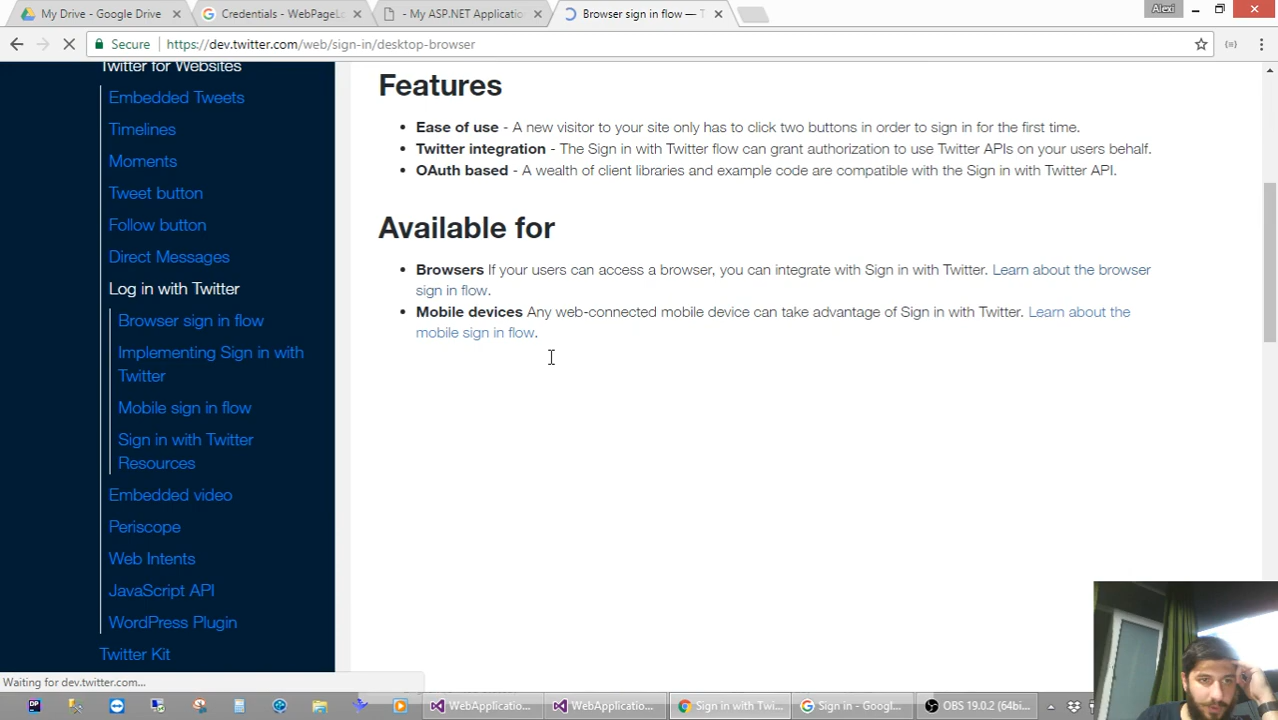 My Drive - Google Drive
Credentials - WebPageLo
- My ASP.NET Applicatio
Browser sign in flow — T
Alexi
Secure https://dev.twitter.com/web/sign-in/desktop-browser
Twitter for Websites
Embedded Tweets
Timelines
Moments
Tweet button
Follow button
Direct Messages
Log in with Twitter
Browser sign in flow
Implementing Sign in with
Twitter
Mobile sign in flow
Sign in with Twitter
Resources
Embedded video
Periscope
Web Intents
JavaScript API
WordPress Plugin
Twitter Kit
Features
• Ease of use - A new visitor to your site only has to click two buttons in order to sign in for the first time.
• Twitter integration - The Sign in with Twitter flow can grant authorization to use Twitter APIs on your users behalf.
• OAuth based - A wealth of client libraries and example code are compatible with the Sign in with Twitter API.
Available for
• Browsers If your users can access a browser, you can integrate with Sign in with Twitter. Learn about the browser
sign in flow.
• Mobile devices Any web-connected mobile device can take advantage of Sign in with Twitter. Learn about the
mobile sign in flow.
Waiting for dev.twitter.com...
WebApplication...
WebApplication...
Sign in with Twi...
Sign in - Googl...
OBS 19.0.2 (64bi...